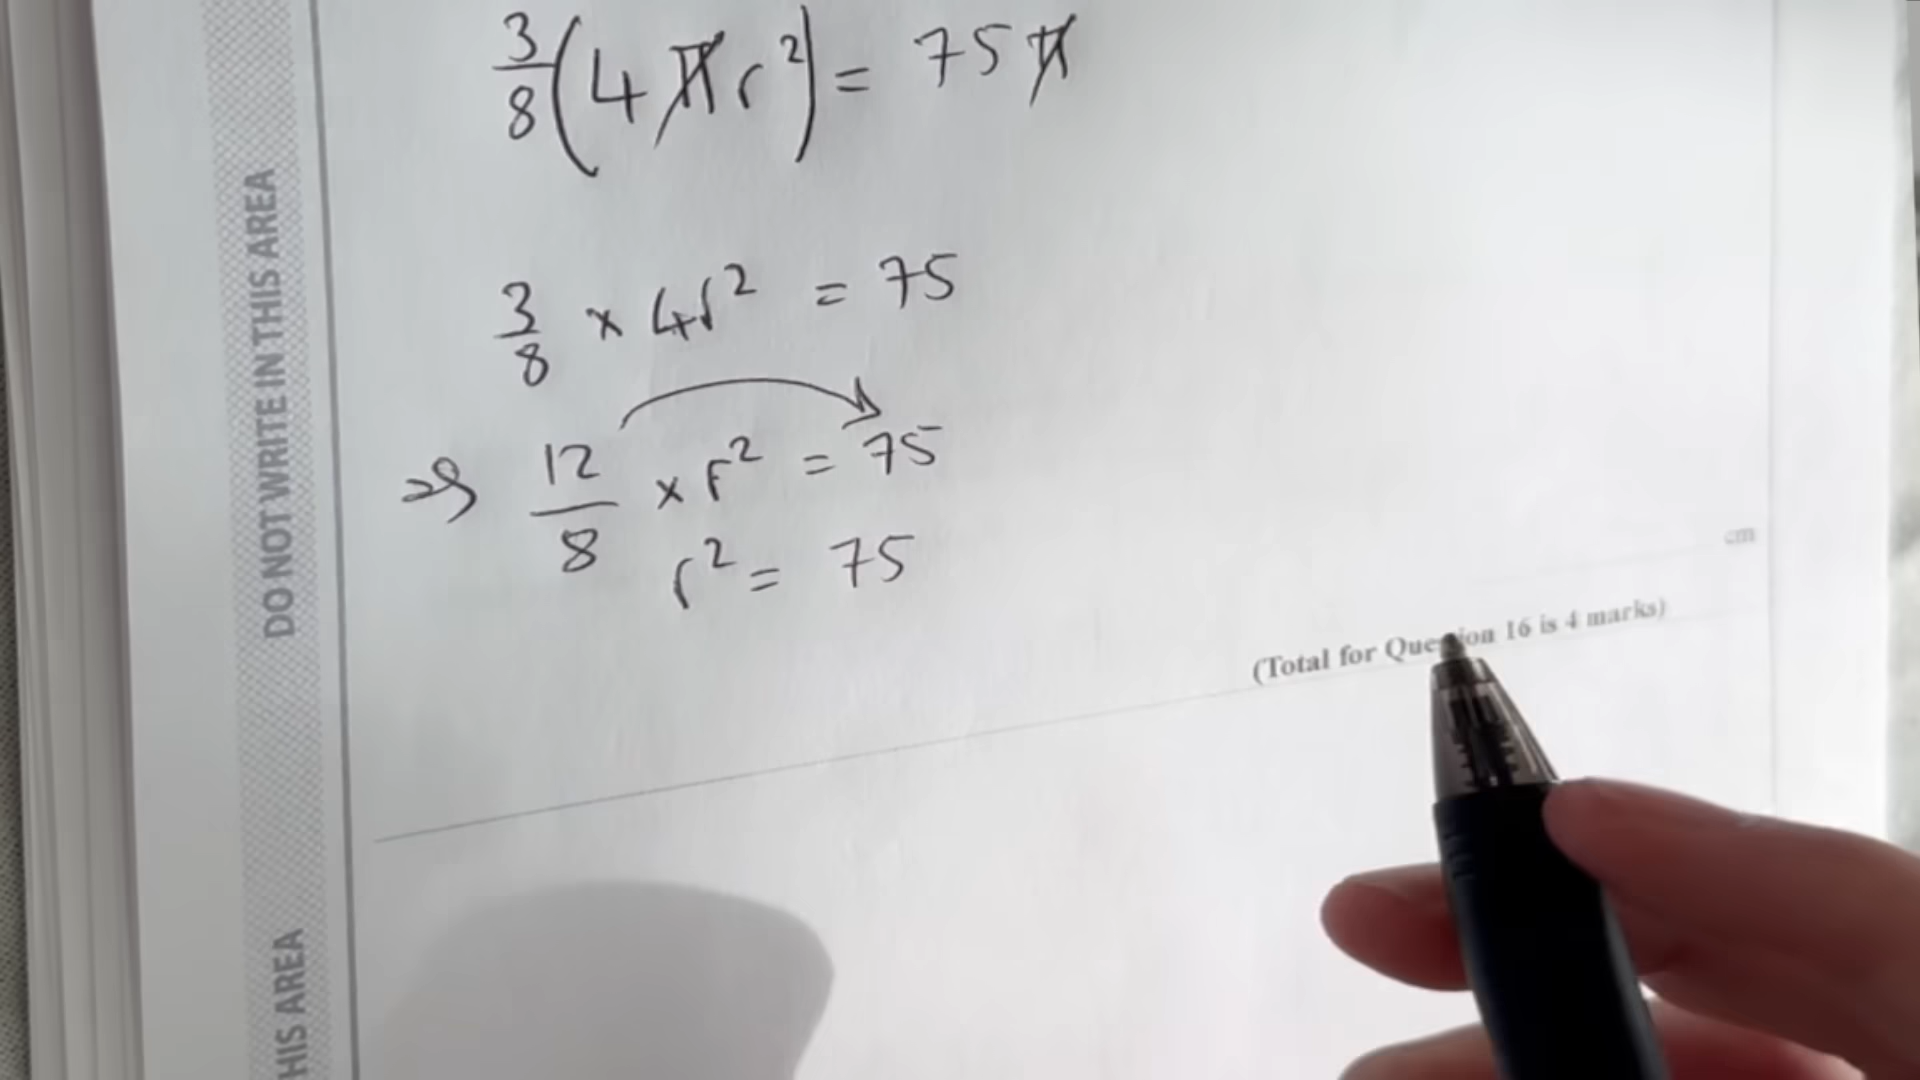 3/8(4πr²) = 75π
3/8 × 4r² = 75
⇒ 12/8 × r² = 75
r² = 75
cm
(Total for Question 16 is 4 marks)
DO NOT WRITE IN THIS AREA
HIS AREA